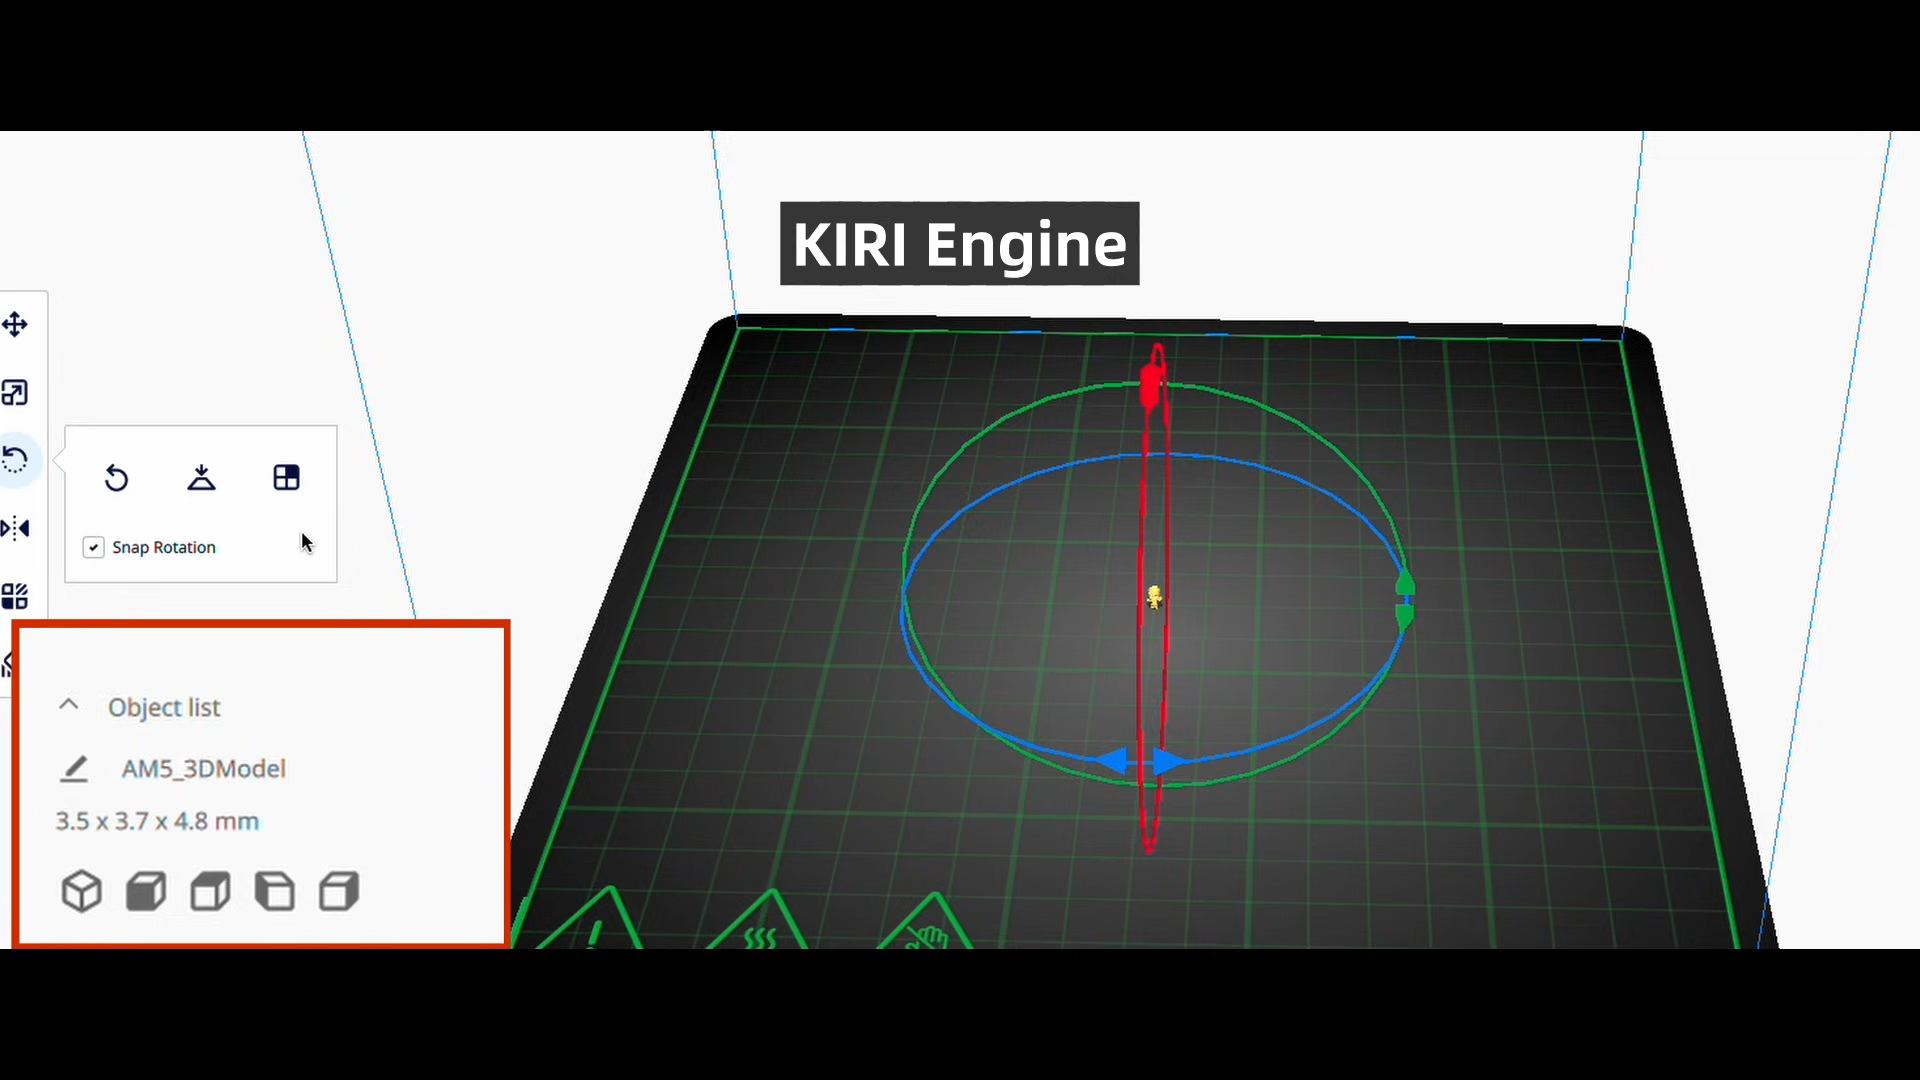 KIRI Engine
Snap Rotation
Object list
AM5_3DModel
3.5 x 3.7 x 4.8 mm